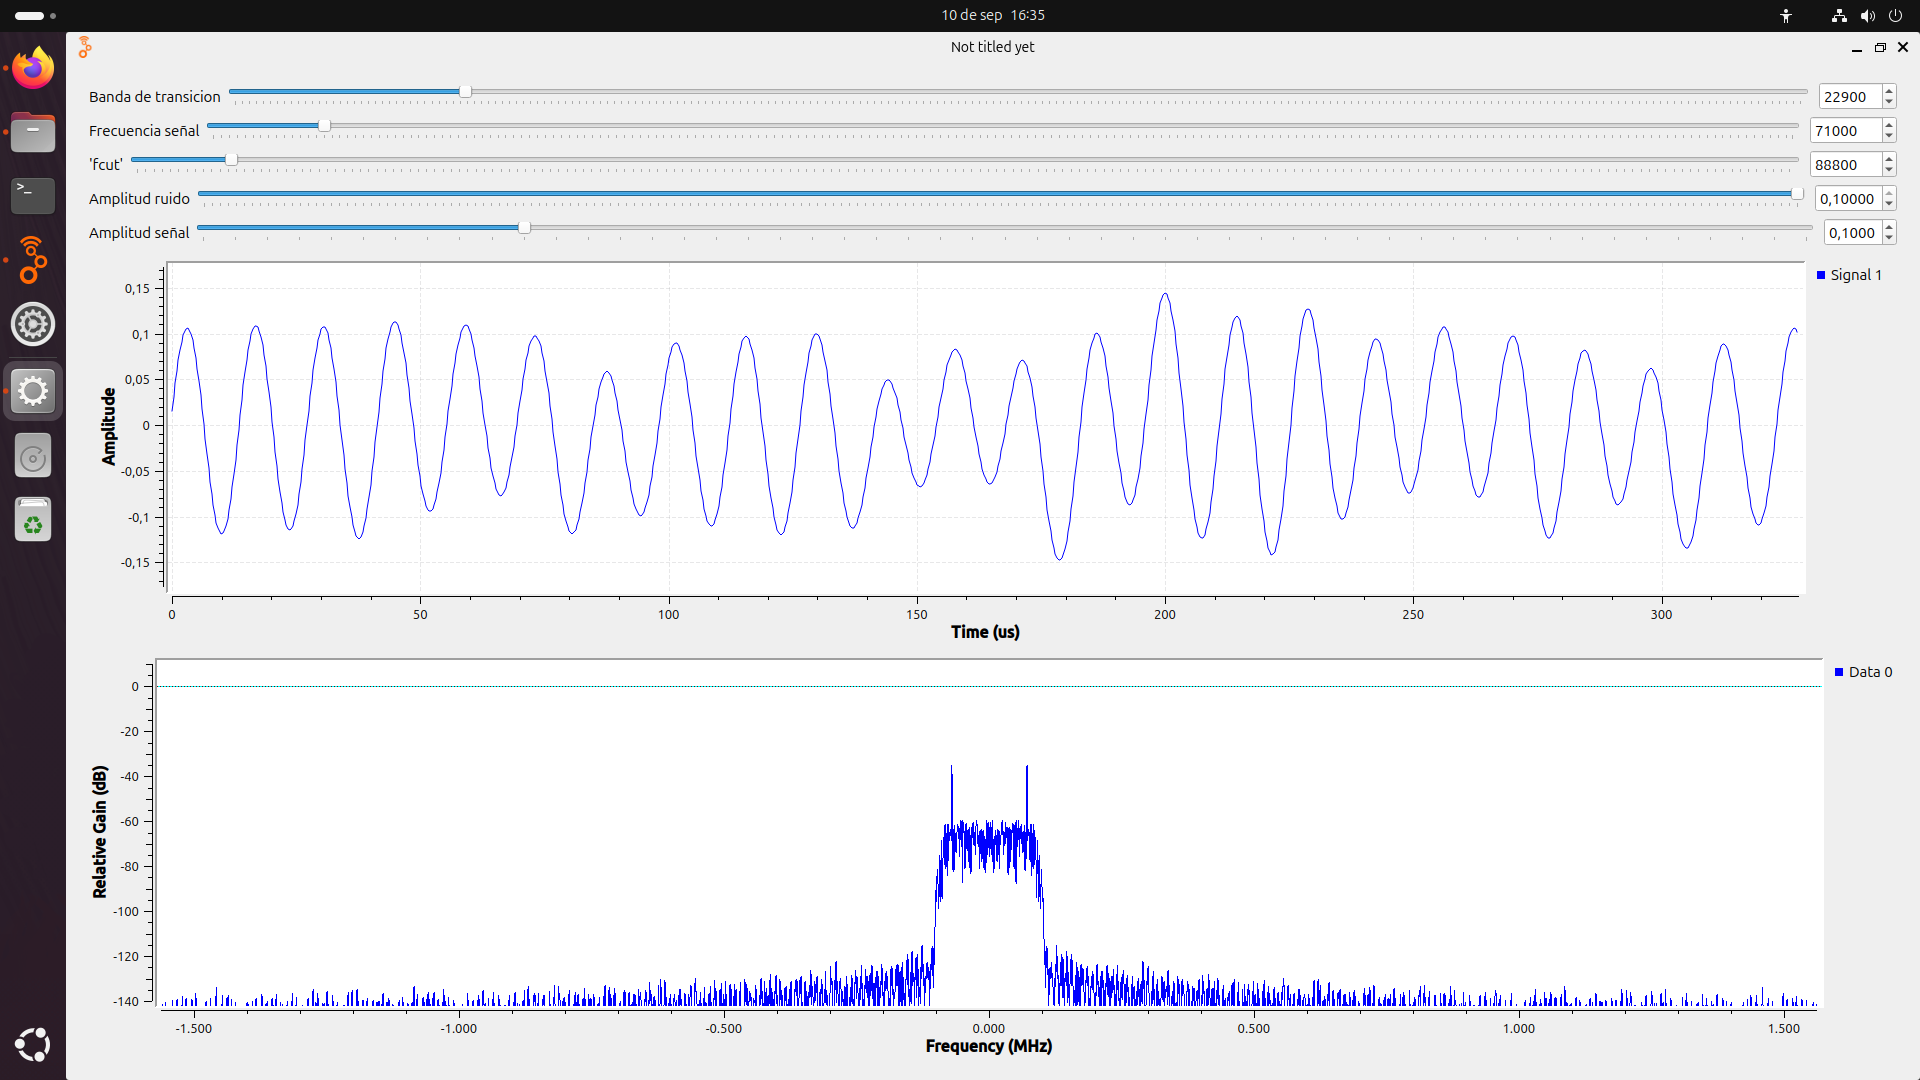 10 de sep 16:35
Not titled yet
Banda de transicion 22900
Frecuencia señal 71000
'fcut' 88800
Amplitud ruido 0,10000
Amplitud señal 0,1000
Signal 1
0,15
0,1
0,05
0
-0,05
-0,1
-0,15
Amplitude
0 50 100 150 200 250 300
Time (us)
Data 0
0
-20
-40
-60
-80
-100
-120
-140
Relative Gain (dB)
-1.500 -1.000 -0.500 0.000 0.500 1.000 1.500
Frequency (MHz)